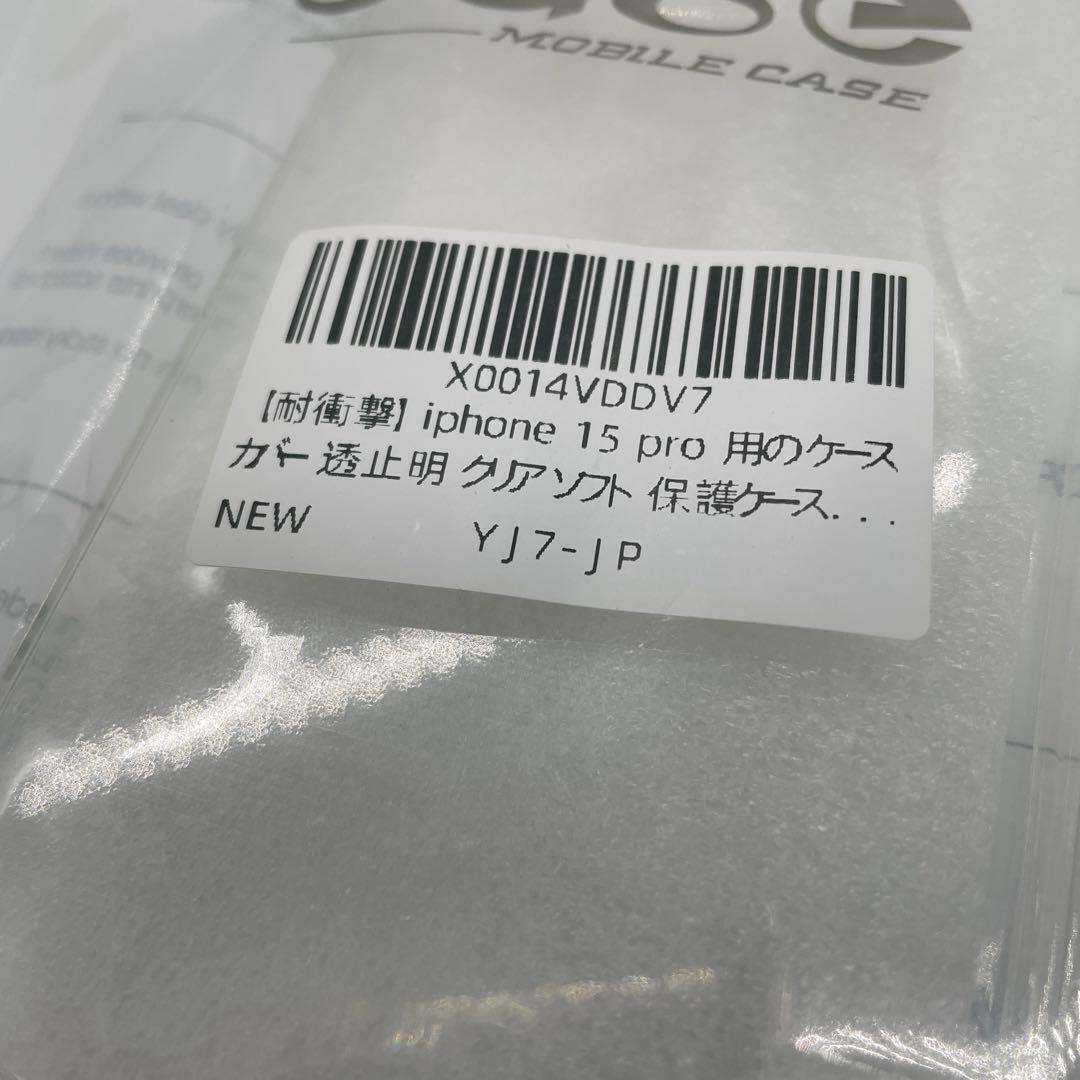 MOBILE CASE
X0014VDDV7
【耐衝撃】iphone 15 pro 用のケース
カバー 透止明 クリア ソフト 保護ケース...
NEW YJ7-JP